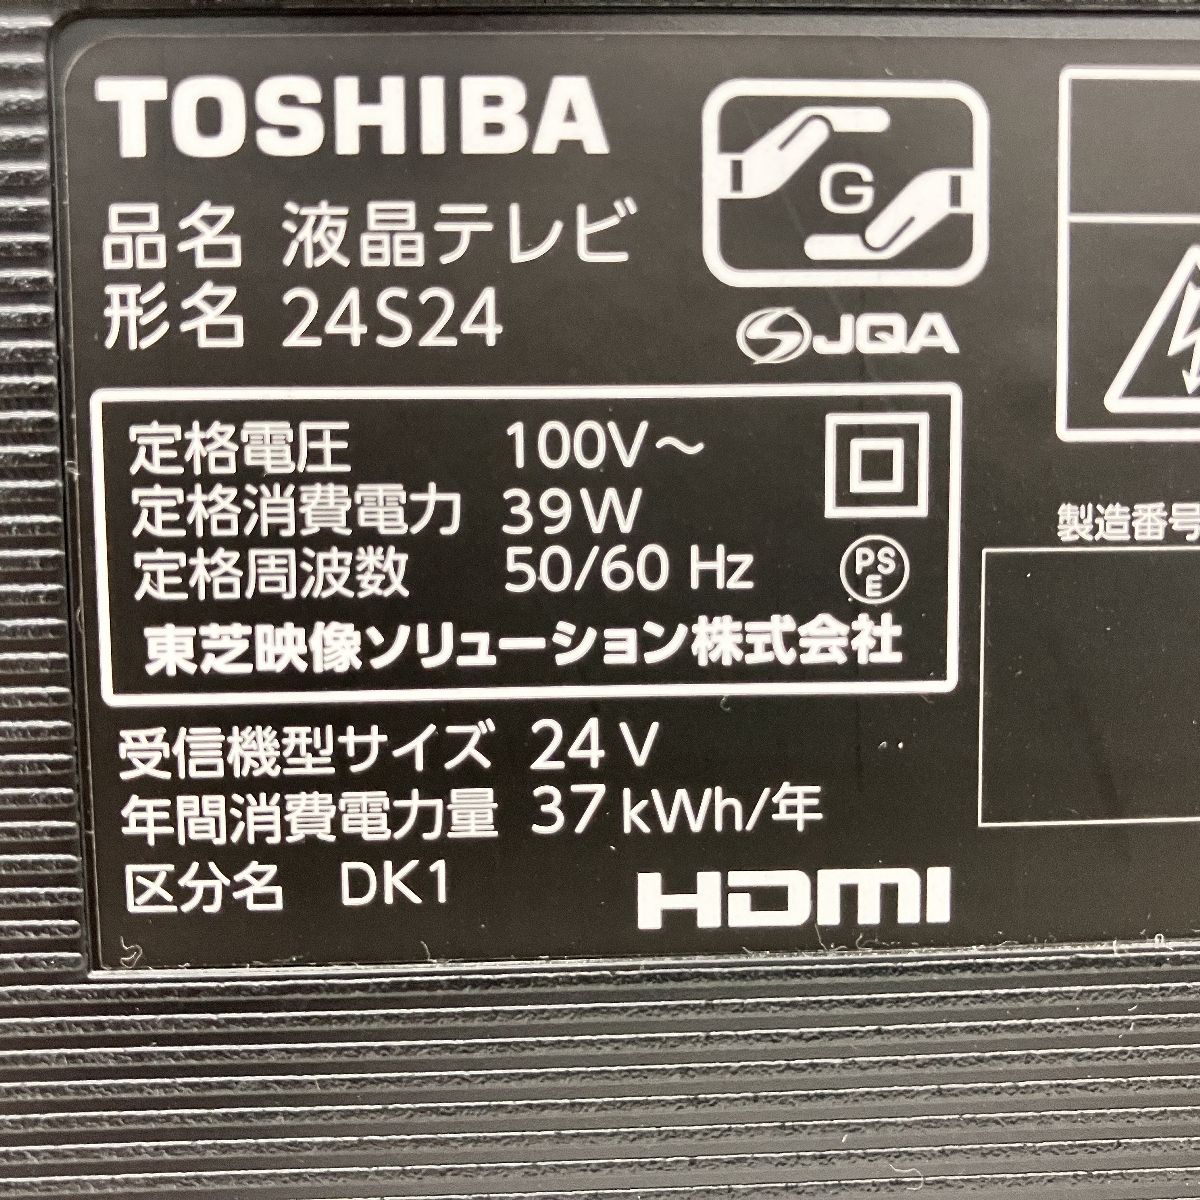 TOSHIBA
品名 液晶テレビ
形名 24S24
G
JQA
定格電圧 100V～
定格消費電力 39W
定格周波数 50/60 Hz
PS
E
東芝映像ソリューション株式会社
受信機型サイズ 24V
年間消費電力量 37kWh/年
区分名 DK1
HDMI
製造番号